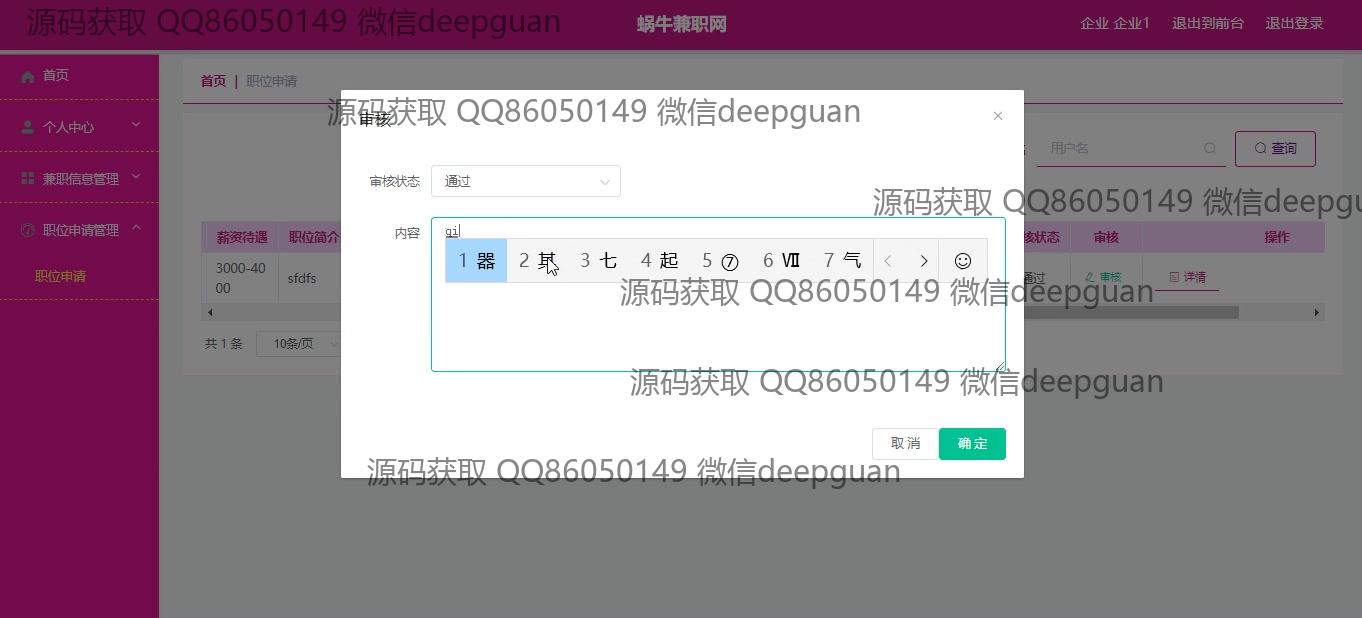 源码获取 QQ86050149 微信deepguan
蜗牛兼职网
企业 企业1 退出到前台 退出登录
首页
个人中心
兼职信息管理
职位申请管理
职位申请
首页 | 职位申请
源码获取 QQ86050149 微信deepguan
审核
用户名
查询
审核状态 通过
源码获取 QQ86050149 微信deepgu
内容 qi
1 器 2 其 3 七 4 起 5 ⑦ 6 Ⅶ 7 气
薪资待遇 职位简介 核状态 审核 操作
3000-40
00
sfdfs
通过 审核 详情
源码获取 QQ86050149 微信deepguan
共 1 条 10条/页
源码获取 QQ86050149 微信deepguan
取消 确定
源码获取 QQ86050149 微信deepguan